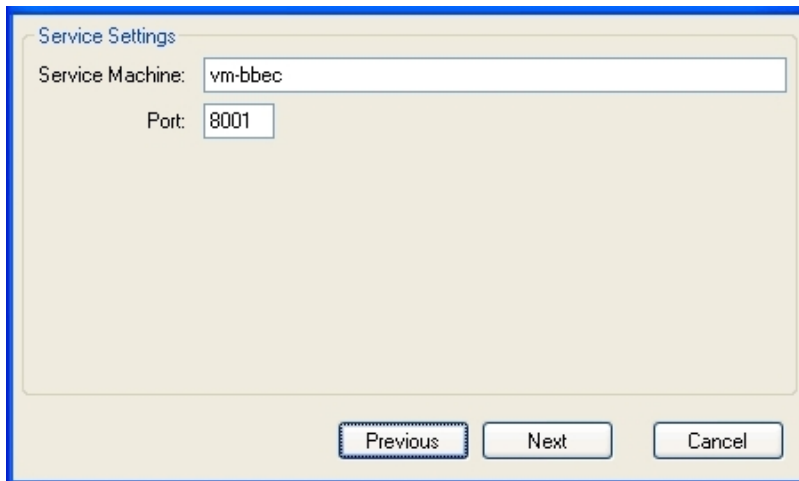 Service Settings
Service Machine: vm-bbec
Port: 8001
Previous Next Cancel